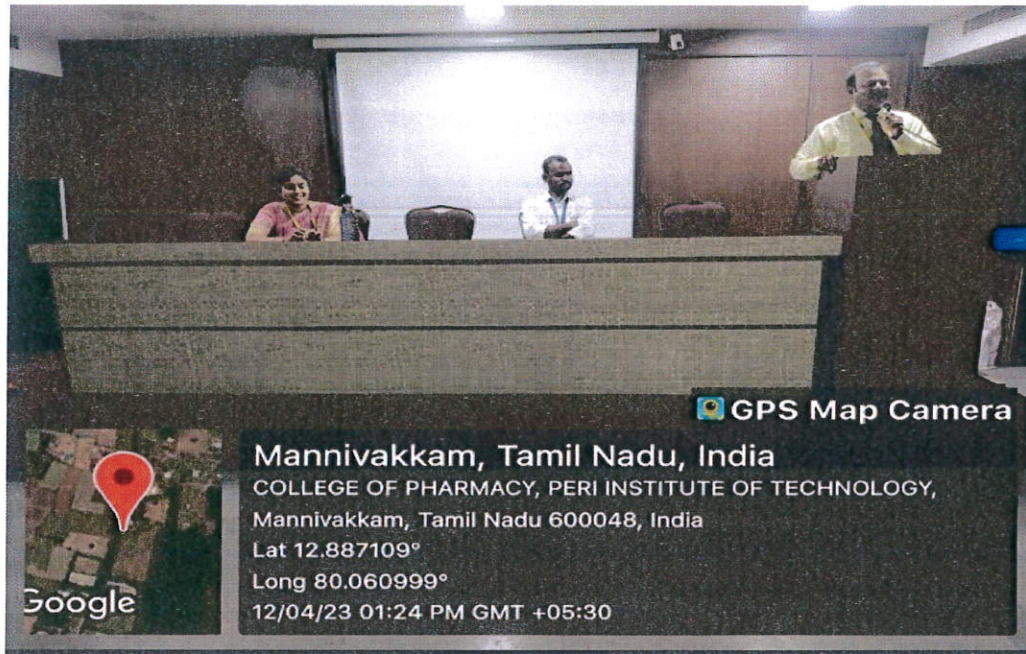 GPS Map Camera
Mannivakkam, Tamil Nadu, India
COLLEGE OF PHARMACY, PERI INSTITUTE OF TECHNOLOGY,
Mannivakkam, Tamil Nadu 600048, India
Lat 12.887109°
Long 80.060999°
12/04/23 01:24 PM GMT +05:30
Google